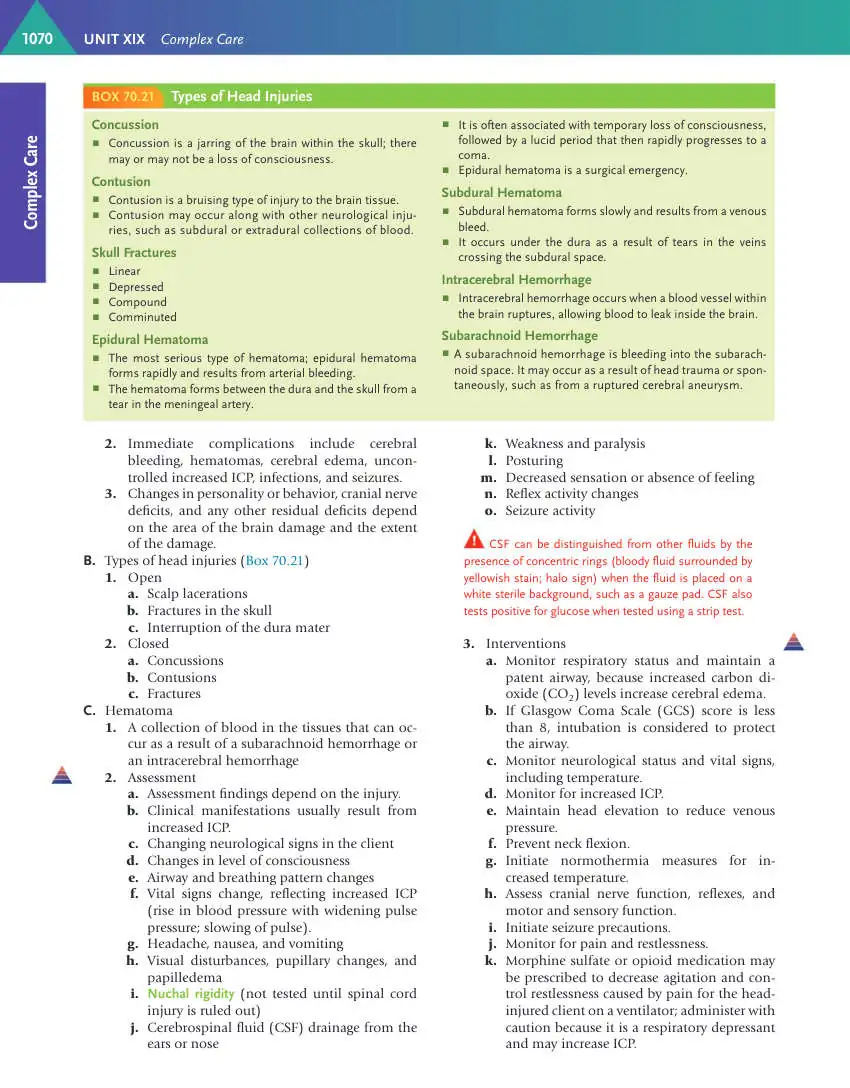 1070 UNIT XIX Complex Care
Complex Care
BOX 70.21 Types of Head Injuries
Concussion
■ Concussion is a jarring of the brain within the skull; there
may or may not be a loss of consciousness.
Contusion
■ Contusion is a bruising type of injury to the brain tissue.
■ Contusion may occur along with other neurological inju-
ries, such as subdural or extradural collections of blood.
Skull Fractures
■ Linear
■ Depressed
■ Compound
■ Comminuted
Epidural Hematoma
■ The most serious type of hematoma; epidural hematoma
forms rapidly and results from arterial bleeding.
■ The hematoma forms between the dura and the skull from a
tear in the meningeal artery.
■ It is often associated with temporary loss of consciousness,
followed by a lucid period that then rapidly progresses to a
coma.
■ Epidural hematoma is a surgical emergency.
Subdural Hematoma
■ Subdural hematoma forms slowly and results from a venous
bleed.
■ It occurs under the dura as a result of tears in the veins
crossing the subdural space.
Intracerebral Hemorrhage
■ Intracerebral hemorrhage occurs when a blood vessel within
the brain ruptures, allowing blood to leak inside the brain.
Subarachnoid Hemorrhage
■ A subarachnoid hemorrhage is bleeding into the subarach-
noid space. It may occur as a result of head trauma or spon-
taneously, such as from a ruptured cerebral aneurysm.
2. Immediate complications include cerebral
bleeding, hematomas, cerebral edema, uncon-
trolled increased ICP, infections, and seizures.
3. Changes in personality or behavior, cranial nerve
deficits, and any other residual deficits depend
on the area of the brain damage and the extent
of the damage.
B. Types of head injuries (Box 70.21)
1. Open
a. Scalp lacerations
b. Fractures in the skull
c. Interruption of the dura mater
2. Closed
a. Concussions
b. Contusions
c. Fractures
C. Hematoma
1. A collection of blood in the tissues that can oc-
cur as a result of a subarachnoid hemorrhage or
an intracerebral hemorrhage
2. Assessment
a. Assessment findings depend on the injury.
b. Clinical manifestations usually result from
increased ICP.
c. Changing neurological signs in the client
d. Changes in level of consciousness
e. Airway and breathing pattern changes
f. Vital signs change, reflecting increased ICP
(rise in blood pressure with widening pulse
pressure; slowing of pulse).
g. Headache, nausea, and vomiting
h. Visual disturbances, pupillary changes, and
papilledema
i. Nuchal rigidity (not tested until spinal cord
injury is ruled out)
j. Cerebrospinal fluid (CSF) drainage from the
ears or nose
k. Weakness and paralysis
l. Posturing
m. Decreased sensation or absence of feeling
n. Reflex activity changes
o. Seizure activity
CSF can be distinguished from other fluids by the
presence of concentric rings (bloody fluid surrounded by
yellowish stain; halo sign) when the fluid is placed on a
white sterile background, such as a gauze pad. CSF also
tests positive for glucose when tested using a strip test.
3. Interventions
a. Monitor respiratory status and maintain a
patent airway, because increased carbon di-
oxide (CO₂) levels increase cerebral edema.
b. If Glasgow Coma Scale (GCS) score is less
than 8, intubation is considered to protect
the airway.
c. Monitor neurological status and vital signs,
including temperature.
d. Monitor for increased ICP.
e. Maintain head elevation to reduce venous
pressure.
f. Prevent neck flexion.
g. Initiate normothermia measures for in-
creased temperature.
h. Assess cranial nerve function, reflexes, and
motor and sensory function.
i. Initiate seizure precautions.
j. Monitor for pain and restlessness.
k. Morphine sulfate or opioid medication may
be prescribed to decrease agitation and con-
trol restlessness caused by pain for the head-
injured client on a ventilator; administer with
caution because it is a respiratory depressant
and may increase ICP.